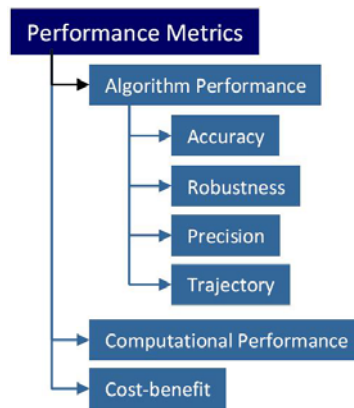 Performance Metrics
Algorithm Performance
Accuracy
Robustness
Precision
Trajectory
Computational Performance
Cost-benefit